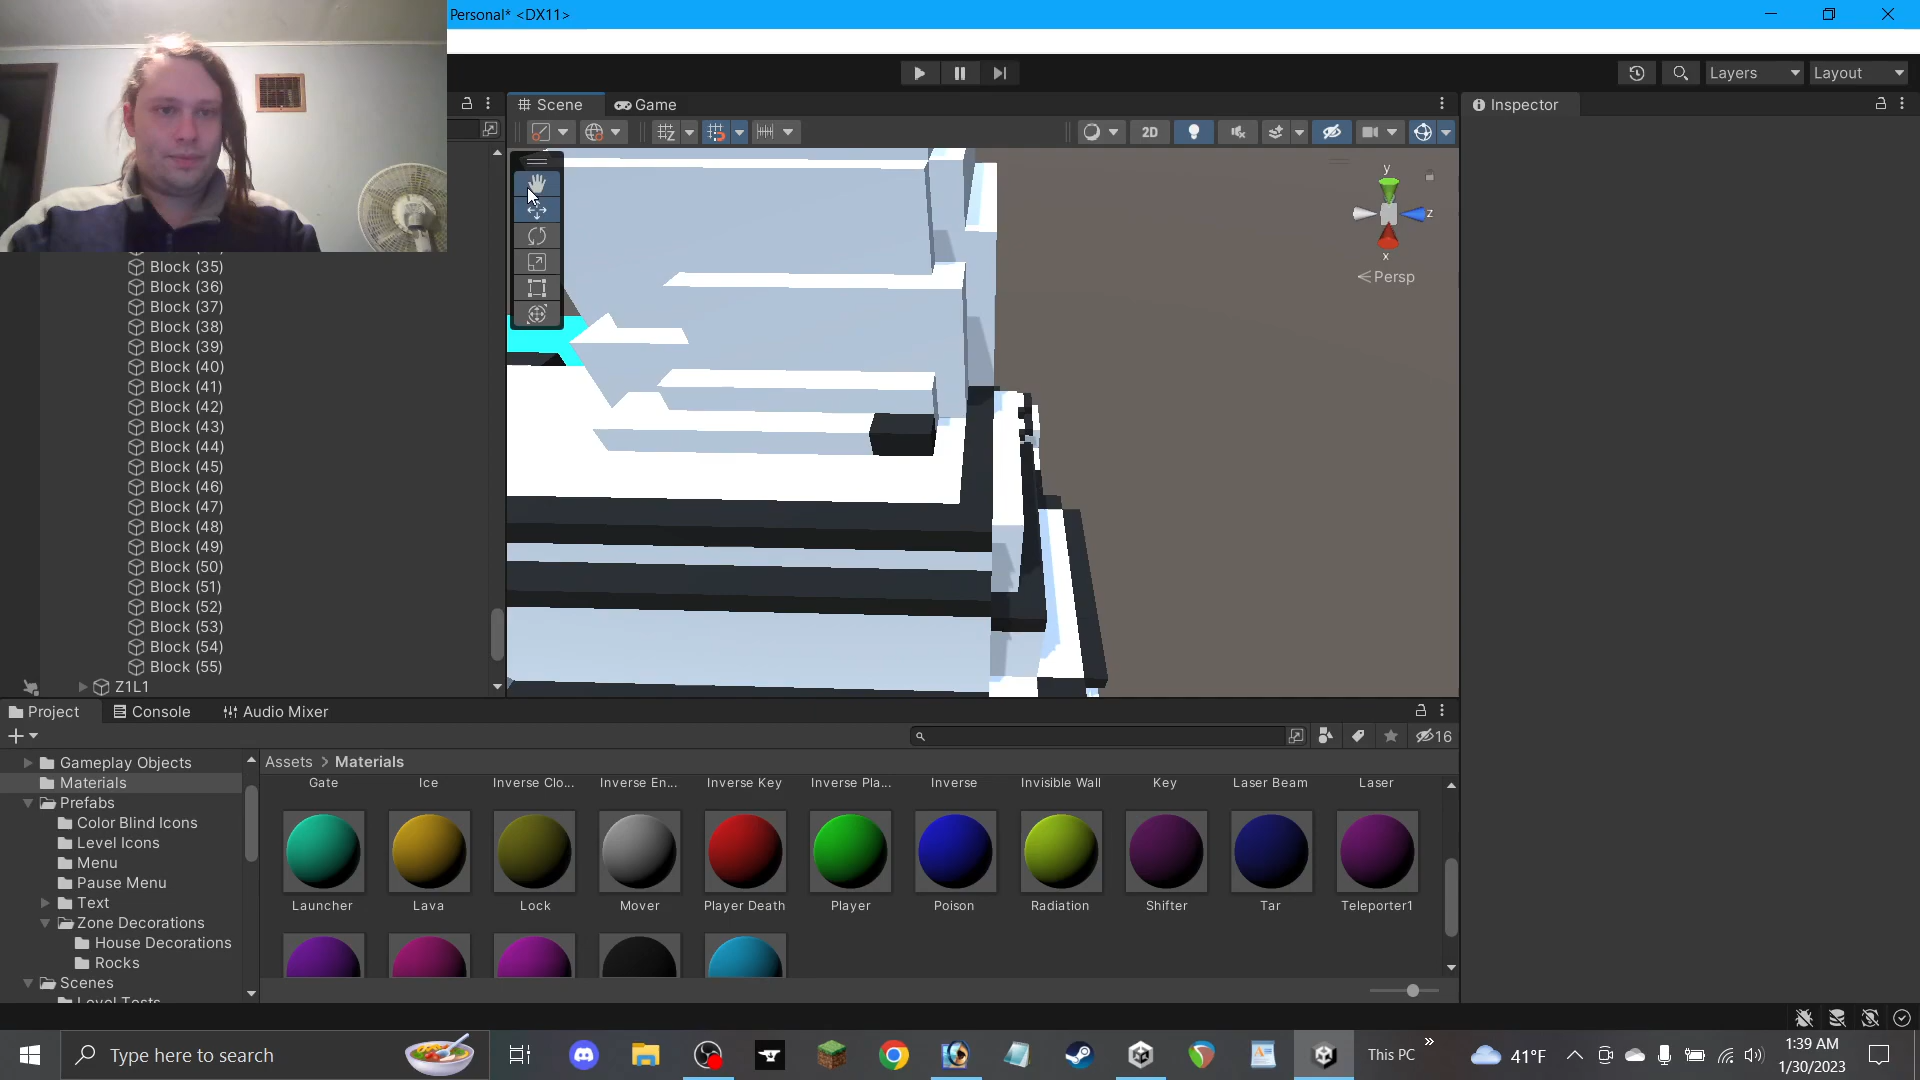 Personal* <DX11>
Layers
Layout
Scene
Game
Inspector
2D
y
z
x
Persp
Block (35)
Block (36)
Block (37)
Block (38)
Block (39)
Block (40)
Block (41)
Block (42)
Block (43)
Block (44)
Block (45)
Block (46)
Block (47)
Block (48)
Block (49)
Block (50)
Block (51)
Block (52)
Block (53)
Block (54)
Block (55)
Z1L1
Project
Console
Audio Mixer
16
Gameplay Objects
Materials
Prefabs
Color Blind Icons
Level Icons
Menu
Pause Menu
Text
Zone Decorations
House Decorations
Rocks
Scenes
Level Tests
Assets > Materials
Gate
Ice
Inverse Clo...
Inverse En...
Inverse Key
Inverse Pla...
Inverse
Invisible Wall
Key
Laser Beam
Laser
Launcher
Lava
Lock
Mover
Player Death
Player
Poison
Radiation
Shifter
Tar
Teleporter1
Type here to search
This PC
41°F
1:39 AM
1/30/2023